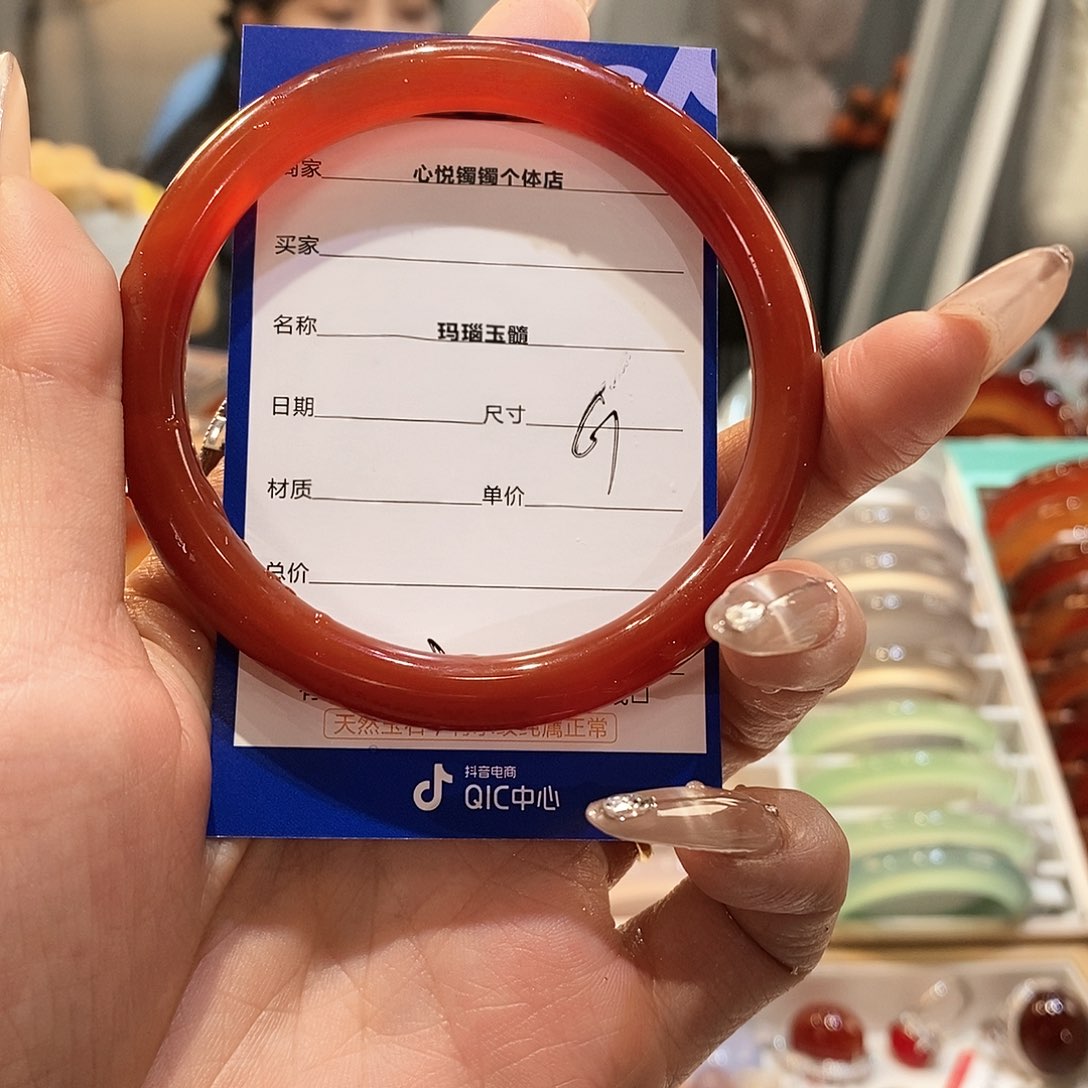 家 心悦镯镯个体店
买家
名称 玛瑙玉髓
日期 尺寸
材质 单价
总价
天然玉石
纯属正常
抖音电商
QIC中心